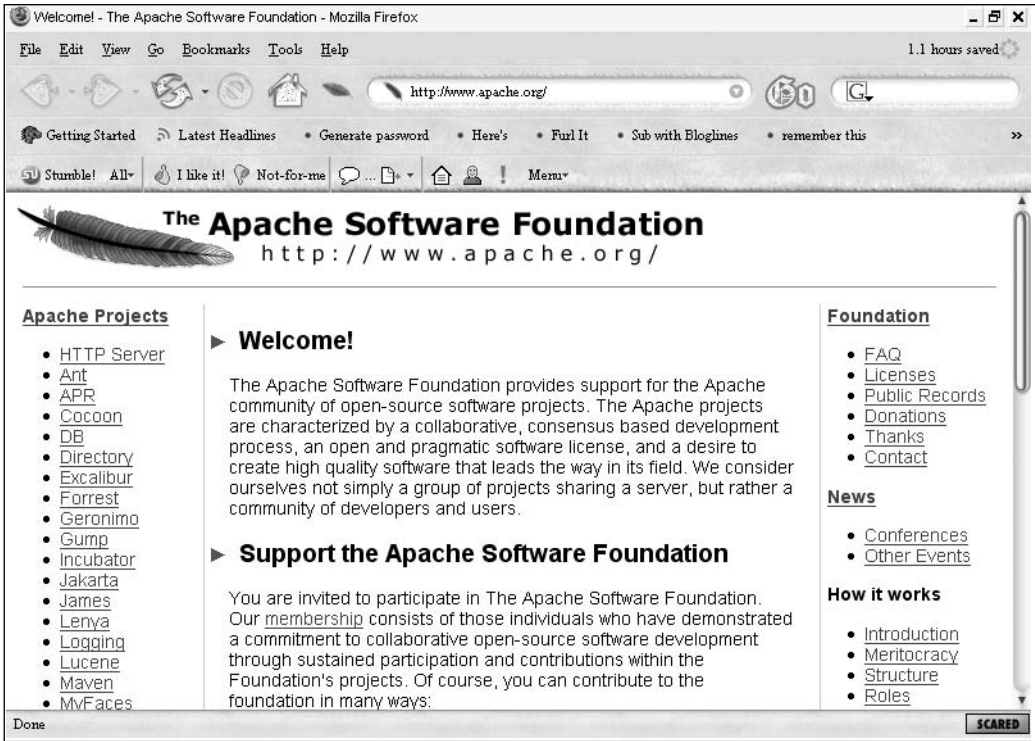 Welcome! - The Apache Software Foundation - Mozilla Firefox
File Edit View Go Bookmarks Tools Help
1.1 hours saved
http://www.apache.org/
Go
G
Getting Started Latest Headlines • Generate password • Here's • Furl It • Sub with Bloglines • remember this »
Stumble! All I like it! Not-for-me ... Menu
The Apache Software Foundation
http://www.apache.org/
Apache Projects
• HTTP Server
• Ant
• APR
• Cocoon
• DB
• Directory
• Excalibur
• Forrest
• Geronimo
• Gump
• Incubator
• Jakarta
• James
• Lenya
• Logging
• Lucene
• Maven
• MyFaces
Welcome!
The Apache Software Foundation provides support for the Apache
community of open-source software projects. The Apache projects
are characterized by a collaborative, consensus based development
process, an open and pragmatic software license, and a desire to
create high quality software that leads the way in its field. We consider
ourselves not simply a group of projects sharing a server, but rather a
community of developers and users.
Support the Apache Software Foundation
You are invited to participate in The Apache Software Foundation.
Our membership consists of those individuals who have demonstrated
a commitment to collaborative open-source software development
through sustained participation and contributions within the
Foundation's projects. Of course, you can contribute to the
foundation in many ways:
Foundation
• FAQ
• Licenses
• Public Records
• Donations
• Thanks
• Contact
News
• Conferences
• Other Events
How it works
• Introduction
• Meritocracy
• Structure
• Roles
Done
SCARED